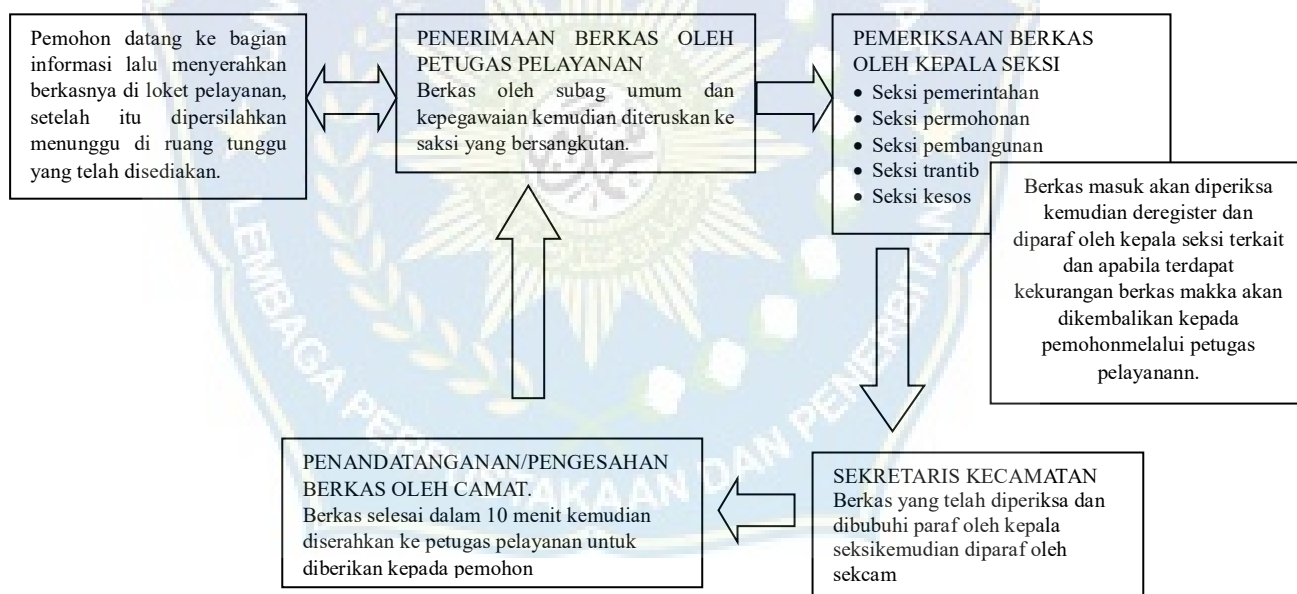 Pemohon datang ke bagian
informasi lalu menyerahkan
berkasnya di loket pelayanan,
setelah itu dipersilahkan
menunggu di ruang tunggu
yang telah disediakan.
PENERIMAAN BERKAS OLEH
PETUGAS PELAYANAN
Berkas oleh subag umum dan
kepegawaian kemudian diteruskan ke
saksi yang bersangkutan.
PEMERIKSAAN BERKAS
OLEH KEPALA SEKSI
• Seksi pemerintahan
• Seksi permohonan
• Seksi pembangunan
• Seksi trantib
• Seksi kesos
Berkas masuk akan diperiksa
kemudian deregister dan
diparaf oleh kepala seksi terkait
dan apabila terdapat
kekurangan berkas makka akan
dikembalikan kepada
pemohonmelalui petugas
pelayanann.
SEKRETARIS KECAMATAN
Berkas yang telah diperiksa dan
dibubuhi paraf oleh kepala
seksikemudian diparaf oleh
sekcam
PENANDATANGANAN/PENGESAHAN
BERKAS OLEH CAMAT.
Berkas selesai dalam 10 menit kemudian
diserahkan ke petugas pelayanan untuk
diberikan kepada pemohon
LEMBAGA PERPUSTAKAAN DAN PENERBITAN